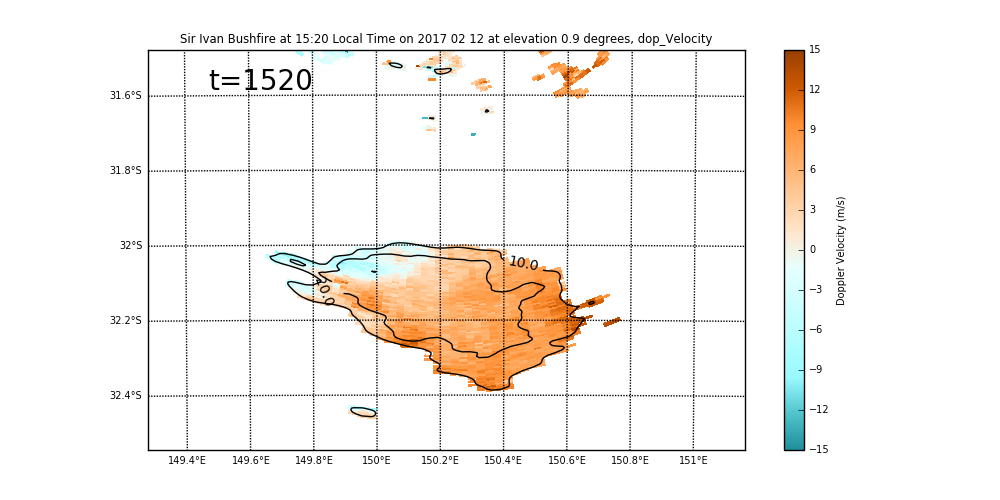 Sir Ivan Bushfire at 15:20 Local Time on 2017 02 12 at elevation 0.9 degrees, dop_Velocity
t=1520
31.6°S
31.8°S
32°S
32.2°S
32.4°S
10.0
149.4°E 149.6°E 149.8°E 150°E 150.2°E 150.4°E 150.6°E 150.8°E 151°E
15
12
9
6
3
0
−3
−6
−9
−12
−15
Doppler Velocity (m/s)